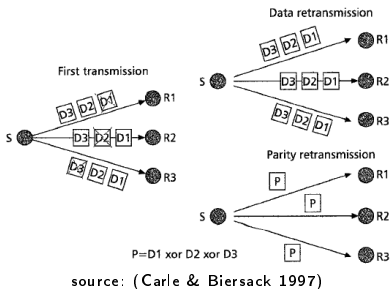 Data retransmission
D3 D2 D1
R1
S
D3 D2 D1
R2
D3 D2 D1
R3
First transmission
D3 D2 D1
R1
S
D3 D2 D1
R2
D3 D2 D1
R3
Parity retransmission
P
R1
S
P
R2
P
R3
P=D1 xor D2 xor D3
source: (Carle & Biersack 1997)